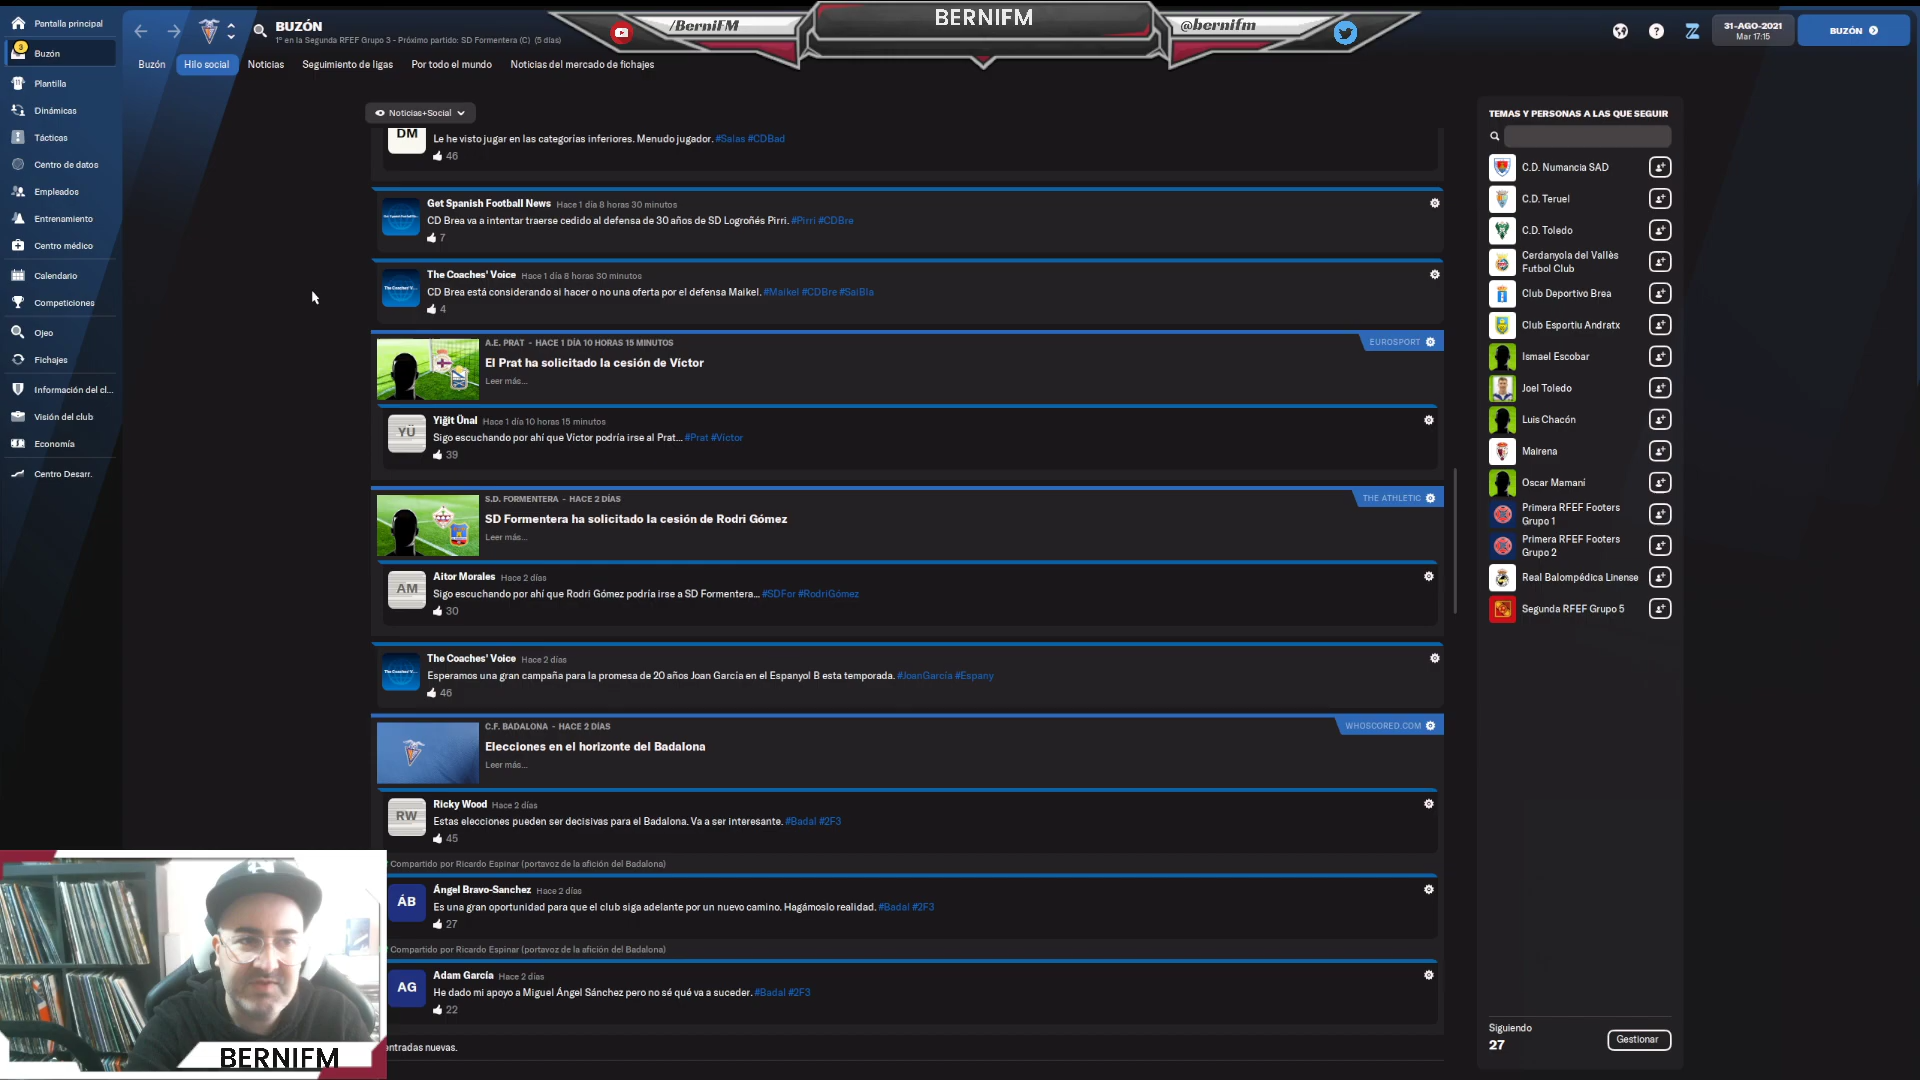 Pantalla principal
3
Buzón
Plantilla
Dinámicas
Tácticas
Centro de datos
Empleados
Entrenamiento
Centro médico
Calendario
Competiciones
Ojeo
Fichajes
Información del cl...
Visión del club
Economía
Centro Desarr.
BUZÓN
1º en la Segunda RFEF Grupo 3 - Próximo partido: SD Formentera (C) (5 días)
/BerniFM
BERNIFM
@bernifm
31-AGO-2021
Mar 17:15
BUZÓN
Buzón
Hilo social
Noticias
Seguimiento de ligas
Por todo el mundo
Noticias del mercado de fichajes
Noticias+Social
DM
Le he visto jugar en las categorías inferiores. Menudo jugador. #Salas #CDBad
46
Get Spanish Football News Hace 1 día 8 horas 30 minutos
CD Brea va a intentar traerse cedido al defensa de 30 años de SD Logroñés Pirri. #Pirri #CDBre
7
The Coaches' Voice Hace 1 día 8 horas 30 minutos
CD Brea está considerando si hacer o no una oferta por el defensa Maikel. #Maikel #CDBre #SalBla
4
A.E. PRAT - HACE 1 DÍA 10 HORAS 15 MINUTOS
EUROSPORT
El Prat ha solicitado la cesión de Víctor
Leer más...
YÜ
Yiğit Ünal Hace 1 día 10 horas 15 minutos
Sigo escuchando por ahí que Víctor podría irse al Prat... #Prat #Víctor
39
S.D. FORMENTERA - HACE 2 DÍAS
THE ATHLETIC
SD Formentera ha solicitado la cesión de Rodri Gómez
Leer más...
AM
Aitor Morales Hace 2 días
Sigo escuchando por ahí que Rodri Gómez podría irse a SD Formentera... #SDFor #RodriGómez
30
The Coaches' Voice Hace 2 días
Esperamos una gran campaña para la promesa de 20 años Joan García en el Espanyol B esta temporada. #JoanGarcía #Espany
46
C.F. BADALONA - HACE 2 DÍAS
WHOSCORED.COM
Elecciones en el horizonte del Badalona
Leer más...
RW
Ricky Wood Hace 2 días
Estas elecciones pueden ser decisivas para el Badalona. Va a ser interesante. #Badal #2F3
45
Compartido por Ricardo Espinar (portavoz de la afición del Badalona)
ÁB
Ángel Bravo-Sanchez Hace 2 días
Es una gran oportunidad para que el club siga adelante por un nuevo camino. Hagámoslo realidad. #Badal #2F3
27
Compartido por Ricardo Espinar (portavoz de la afición del Badalona)
AG
Adam García Hace 2 días
He dado mi apoyo a Miguel Ángel Sánchez pero no sé qué va a suceder. #Badal #2F3
22
nuevas.
TEMAS Y PERSONAS A LAS QUE SEGUIR
C.D. Numancia SAD
C.D. Teruel
C.D. Toledo
Cerdanyola del Vallès
Futbol Club
Club Deportivo Brea
Club Esportiu Andratx
Ismael Escobar
Joel Toledo
Luis Chacón
Mairena
Oscar Mamaní
Primera RFEF Footers
Grupo 1
Primera RFEF Footers
Grupo 2
Real Balompédica Linense
Segunda RFEF Grupo 5
Siguiendo
27
Gestionar
BERNIFM